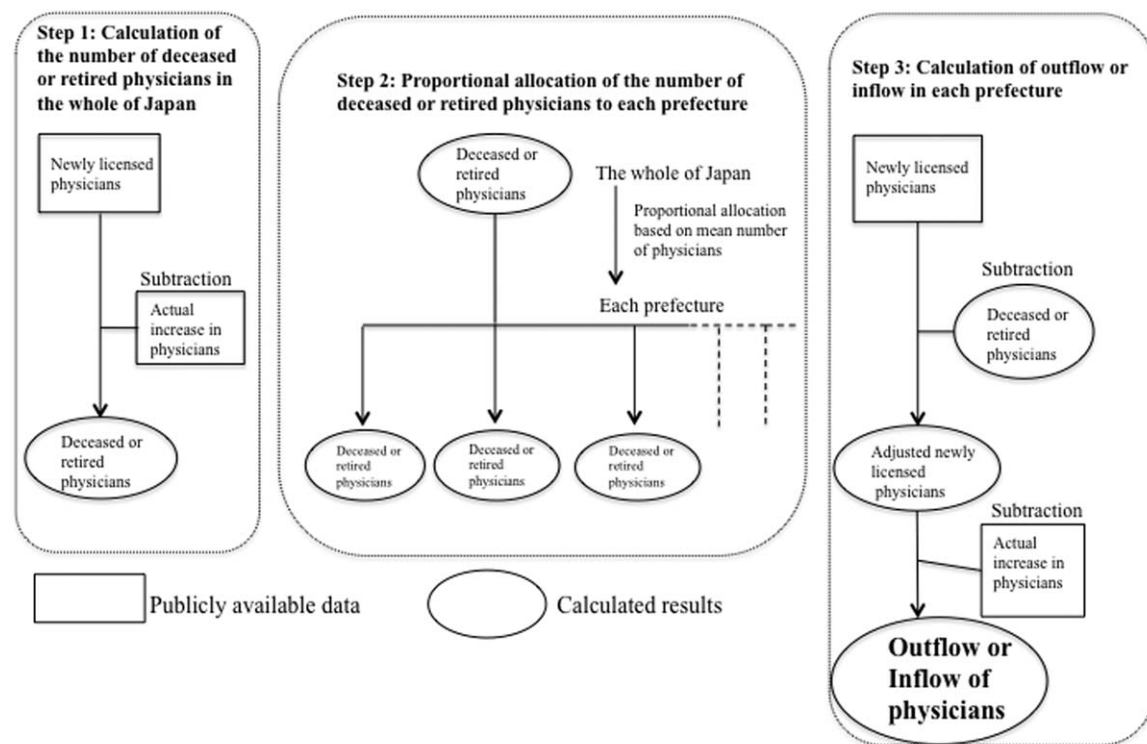 Step 1: Calculation of
the number of deceased
or retired physicians in
the whole of Japan
Newly licensed
physicians
Subtraction
Actual
increase in
physicians
Deceased or
retired
physicians
Step 2: Proportional allocation of the number of
deceased or retired physicians to each prefecture
Deceased or
retired
physicians
The whole of Japan
Proportional allocation
based on mean number
of physicians
Each prefecture
Deceased or
retired
physicians
Deceased or
retired
physicians
Deceased or
retired
physicians
Step 3: Calculation of outflow or
inflow in each prefecture
Newly licensed
physicians
Subtraction
Deceased or
retired
physicians
Adjusted newly
licensed
physicians
Subtraction
Actual
increase in
physicians
Outflow or
Inflow of
physicians
Publicly available data
Calculated results